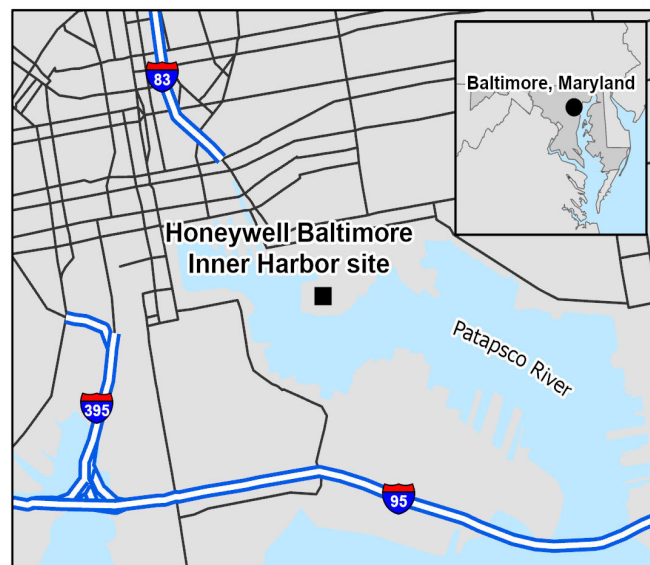 83
Baltimore, Maryland
Honeywell Baltimore
Inner Harbor site
Patapsco River
395
95